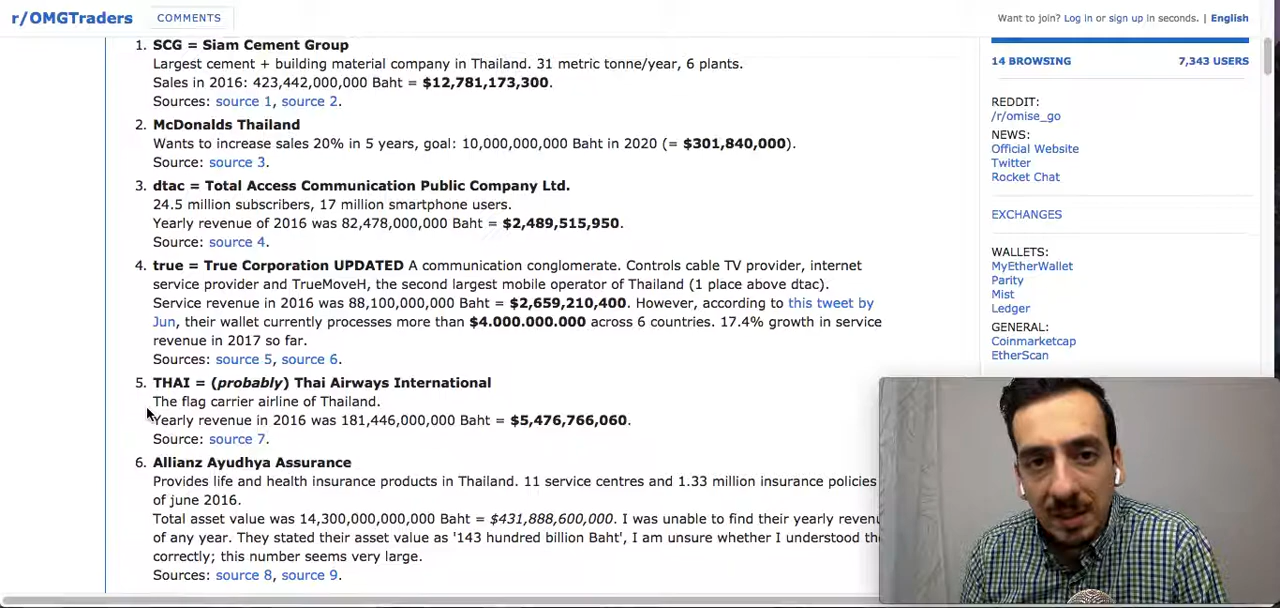 r/OMGTraders
COMMENTS
Want to join? Log in or sign up in seconds. | English
1. SCG = Siam Cement Group
Largest cement + building material company in Thailand. 31 metric tonne/year, 6 plants.
Sales in 2016: 423,442,000,000 Baht = $12,781,173,300.
Sources: source 1, source 2.
2. McDonalds Thailand
Wants to increase sales 20% in 5 years, goal: 10,000,000,000 Baht in 2020 (= $301,840,000).
Source: source 3.
3. dtac = Total Access Communication Public Company Ltd.
24.5 million subscribers, 17 million smartphone users.
Yearly revenue of 2016 was 82,478,000,000 Baht = $2,489,515,950.
Source: source 4.
4. true = True Corporation UPDATED A communication conglomerate. Controls cable TV provider, internet
service provider and TrueMoveH, the second largest mobile operator of Thailand (1 place above dtac).
Service revenue in 2016 was 88,100,000,000 Baht = $2,659,210,400. However, according to this tweet by
Jun, their wallet currently processes more than $4.000.000.000 across 6 countries. 17.4% growth in service
revenue in 2017 so far.
Sources: source 5, source 6.
5. THAI = (probably) Thai Airways International
The flag carrier airline of Thailand.
Yearly revenue in 2016 was 181,446,000,000 Baht = $5,476,766,060.
Source: source 7.
6. Allianz Ayudhya Assurance
Provides life and health insurance products in Thailand. 11 service centres and 1.33 million insurance policies
of june 2016.
Total asset value was 14,300,000,000,000 Baht = $431,888,600,000. I was unable to find their yearly
of any year. They stated their asset value as '143 hundred billion Baht', I am unsure whether I understood
correctly; this number seems very large.
Sources: source 8, source 9.
14 BROWSING
7,343 USERS
REDDIT:
/r/omise_go
NEWS:
Official Website
Twitter
Rocket Chat
EXCHANGES
WALLETS:
MyEtherWallet
Parity
Mist
Ledger
GENERAL:
Coinmarketcap
EtherScan